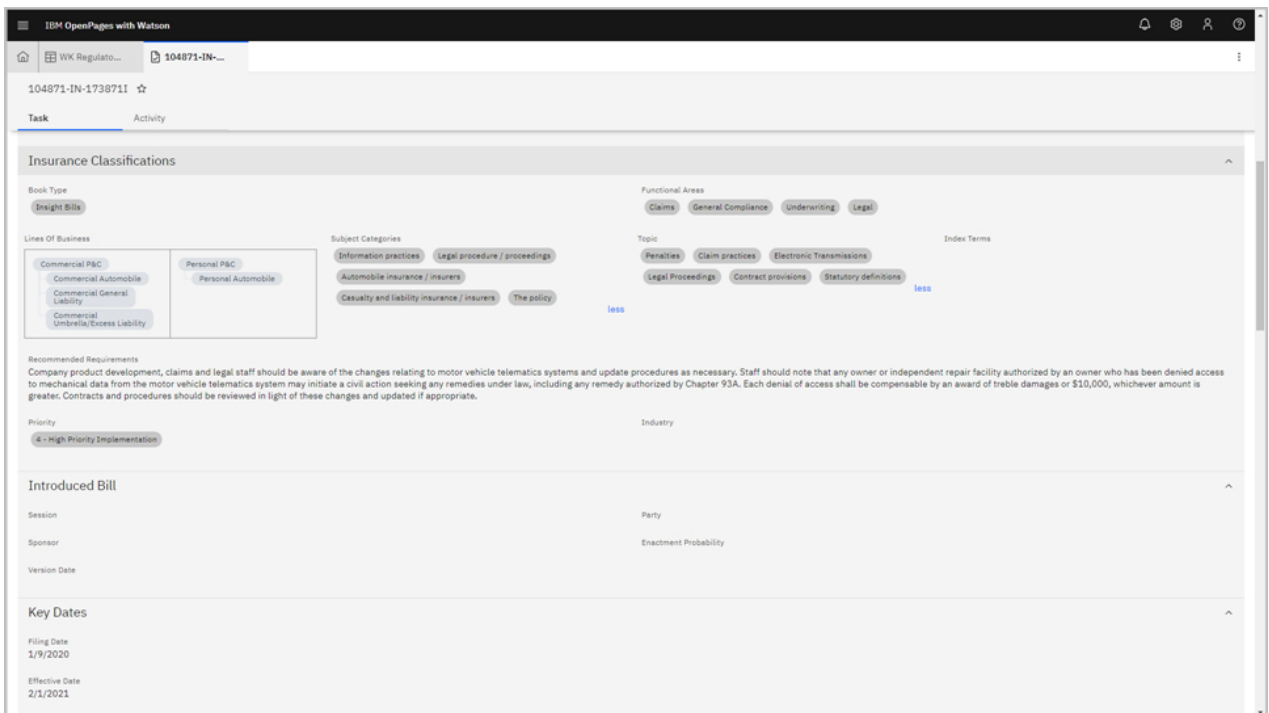 IBM OpenPages with Watson
WK Regulato...
104871-IN-...
104871-IN-173871I
Task
Activity
Insurance Classifications
Book Type
Insight Bills
Functional Areas
Claims
General Compliance
Underwriting
Legal
Lines Of Business
Commercial P&C
Commercial Automobile
Commercial General
Liability
Commercial
Umbrella/Excess Liability
Personal P&C
Personal Automobile
Subject Categories
Information practices
Legal procedure / proceedings
Automobile insurance / insurers
Casualty and liability insurance / insurers
The policy
less
Topic
Penalties
Claim practices
Electronic Transmissions
Legal Proceedings
Contract provisions
Statutory definitions
less
Index Terms
Recommended Requirements
Company product development, claims and legal staff should be aware of the changes relating to motor vehicle telematics systems and update procedures as necessary. Staff should note that any owner or independent repair facility authorized by an owner who has been denied access
to mechanical data from the motor vehicle telematics system may initiate a civil action seeking any remedies under law, including any remedy authorized by Chapter 93A. Each denial of access shall be compensable by an award of treble damages or $10,000, whichever amount is
greater. Contracts and procedures should be reviewed in light of these changes and updated if appropriate.
Priority
4 - High Priority Implementation
Industry
Introduced Bill
Session
Party
Sponsor
Enactment Probability
Version Date
Key Dates
Filing Date
1/9/2020
Effective Date
2/1/2021